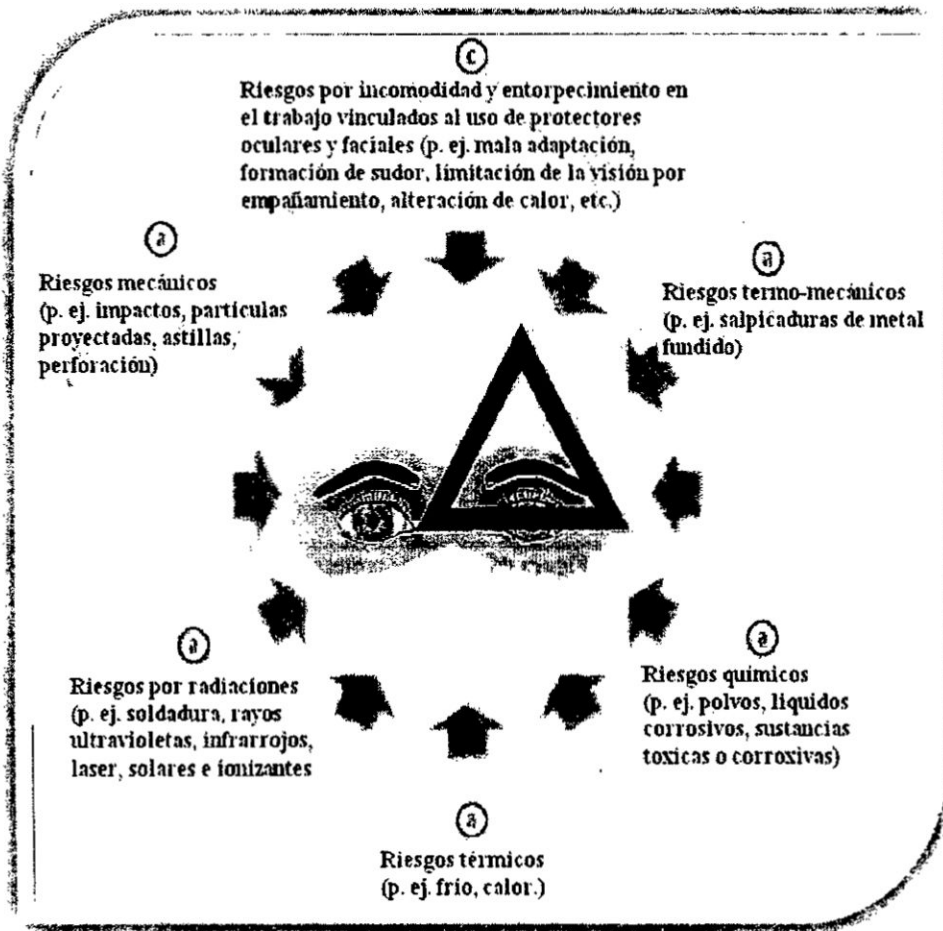 c
Riesgos por incomodidad y entorpecimiento en
el trabajo vinculados al uso de protectores
oculares y faciales (p. ej. mala adaptación,
formación de sudor, limitación de la visión por
empañamiento, alteración de calor, etc.)
a
Riesgos mecánicos
(p. ej. impactos, partículas
proyectadas, astillas,
perforación)
a
Riesgos termo-mecánicos
(p. ej. salpicaduras de metal
fundido)
a
Riesgos por radiaciones
(p. ej. soldadura, rayos
ultravioletas, infrarrojos,
laser, solares e ionizantes
a
Riesgos químicos
(p. ej. polvos, liquidos
corrosivos, sustancias
toxicas o corroxivas)
a
Riesgos térmicos
(p. ej. frio, calor.)